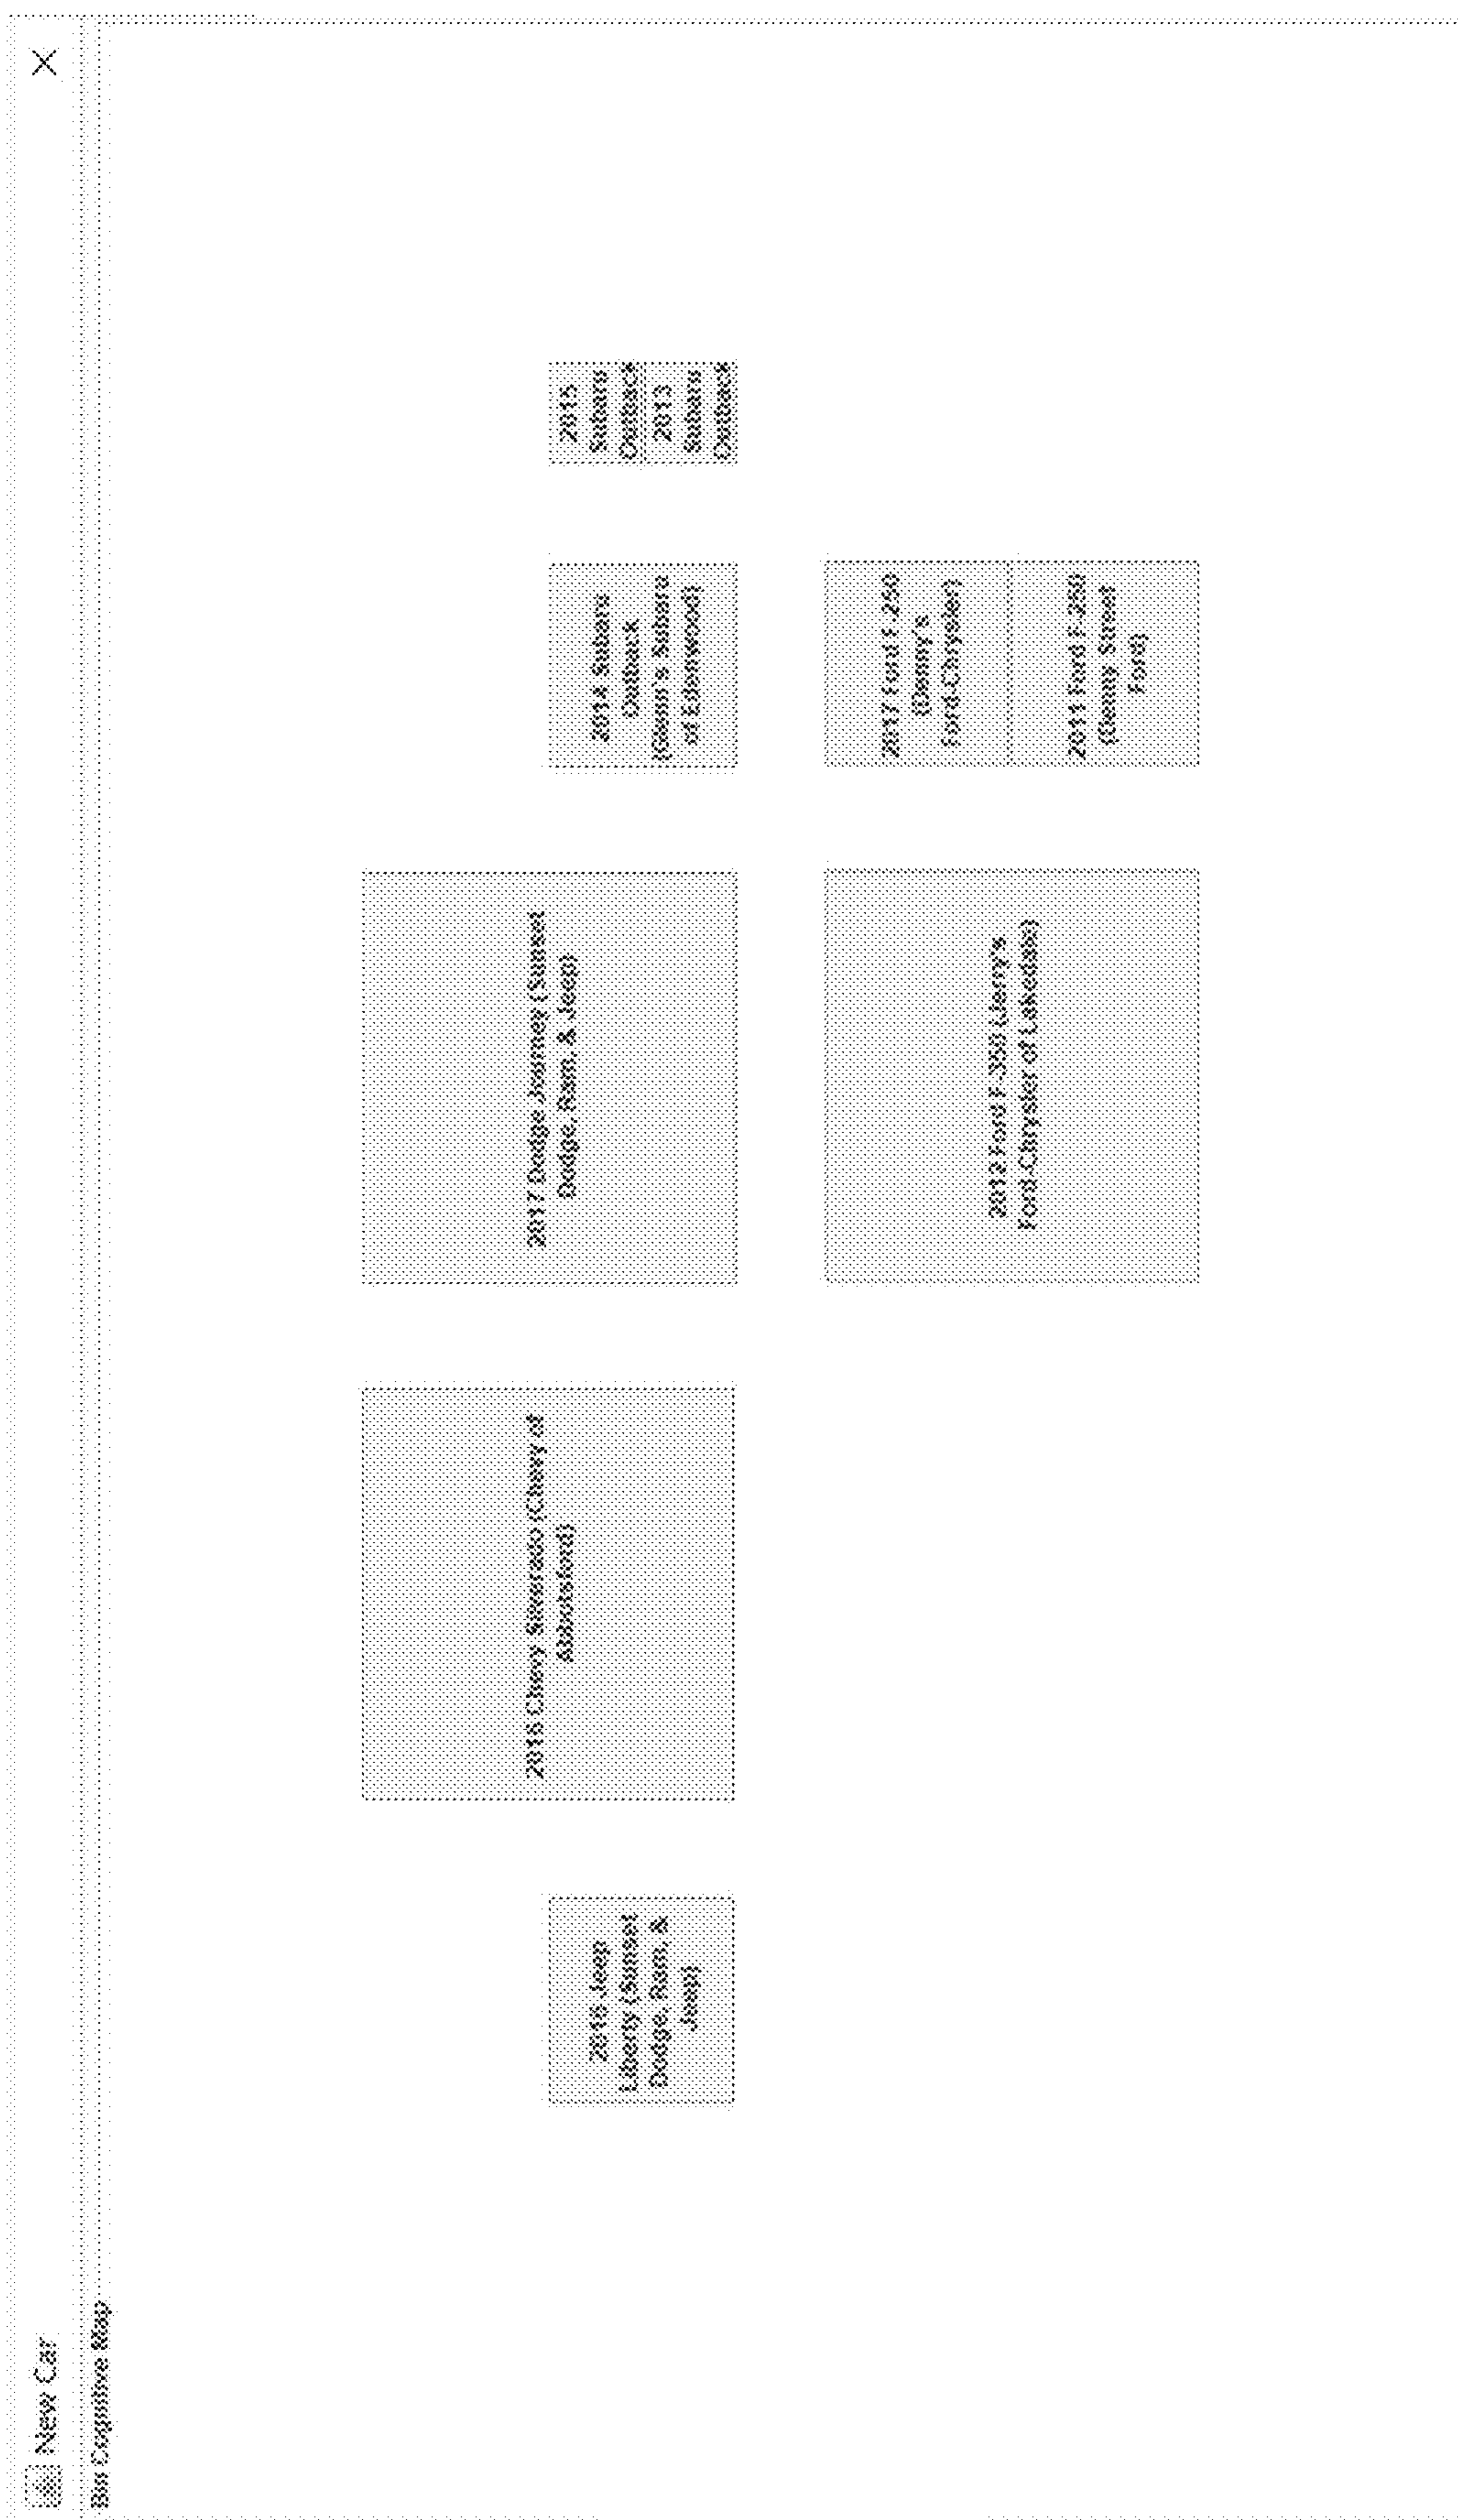 New Car
X
Bin Cognitive Map
2016 Jeep
Liberty (Sunset
Dodge, Ram, &
Jeep)
2016 Chevy Silverado (Chevy of
Abbotsford)
2017 Dodge Journey (Sunset
Dodge, Ram, & Jeep)
2014 Subaru
Outback
Subaru
of Edenwood)
2015
Subaru
Outback
2013
Subaru
Outback
2012 Ford F-350 (Jerry's
Ford-Chrysler of Lakedale)
2017 Ford F-250
(Denny's
Ford-Chrysler)
2011 Ford F-250
(Denny Street
Ford)